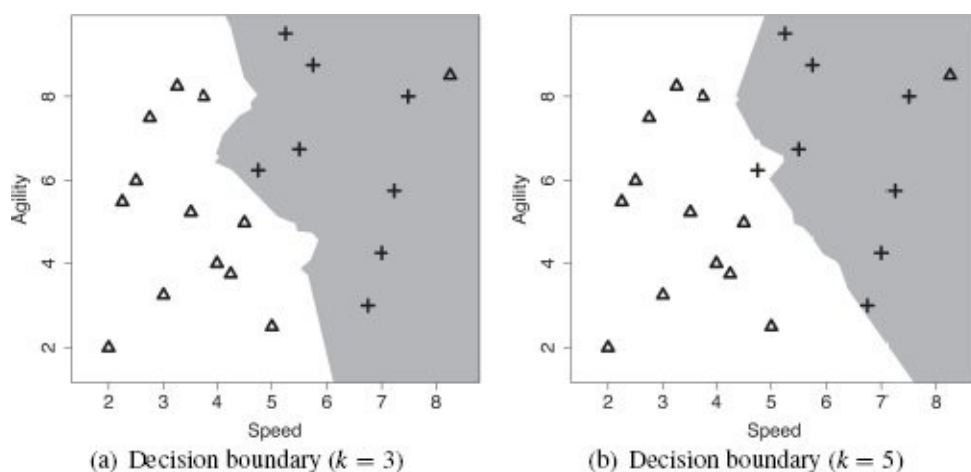 Agility
8
6
4
2
2 3 4 5 6 7 8
Speed
(a) Decision boundary (k = 3)
Agility
8
6
4
2
2 3 4 5 6 7 8
Speed
(b) Decision boundary (k = 5)